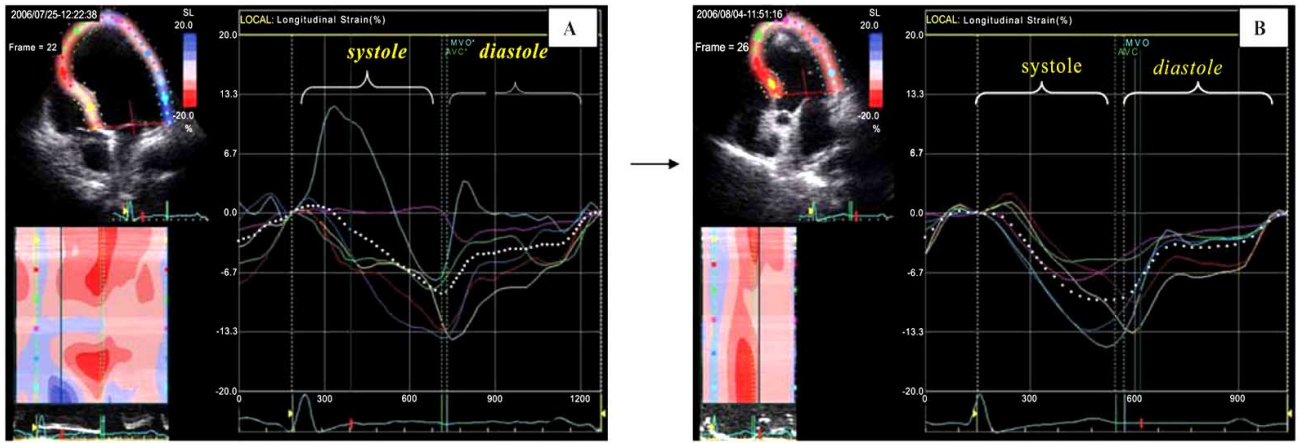 2006/07/25-12:22:38
SL
20.0
Frame = 22
-20.0
%
LOCAL: Longitudinal Strain(%)
A
20.0
systole
MVO*
AVC*
diastole
13.3
6.7
0.0
-6.7
-13.3
-20.0
0
300
600
900
1200
2006/08/04-11:51:16
SL
20.0
Frame = 26
-20.0
%
LOCAL: Longitudinal Strain(%)
B
20.0
MVO
AVC
systole
diastole
13.3
6.7
0.0
-6.7
-13.3
-20.0
0
300
600
900